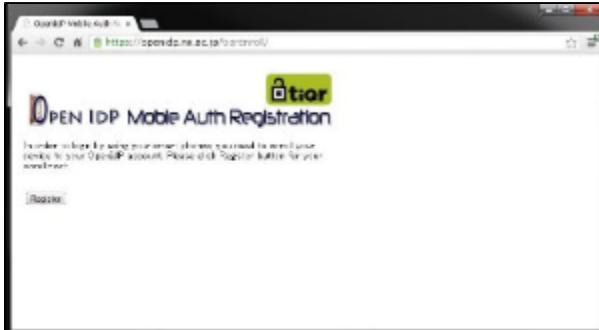 OpenIdP Mobile Auth
https://openidp.nii.ac.jp/
tiqr
OPEN IDP Mobile Auth Registration
In order to login by using your smart phones, you need to enroll your
device to your OpenIdP account. Please click Register button for your
enrollment.
Register